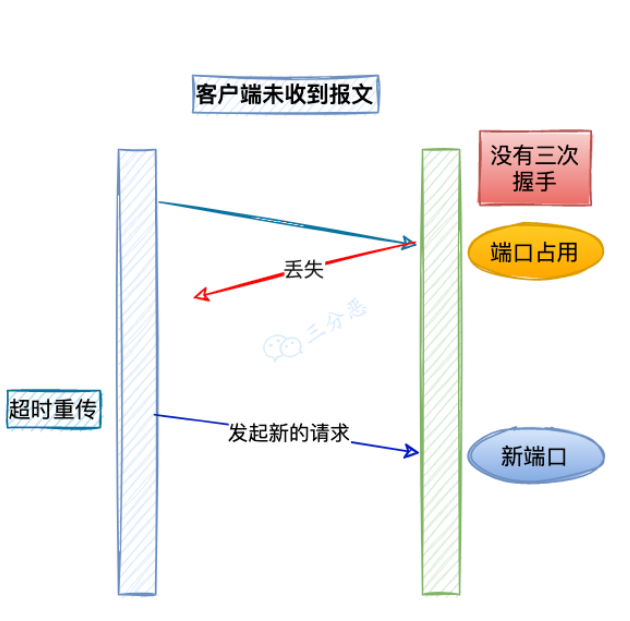 客户端未收到报文
没有三次
握手
端口占用
丢失
三分恶
超时重传
发起新的请求
新端口